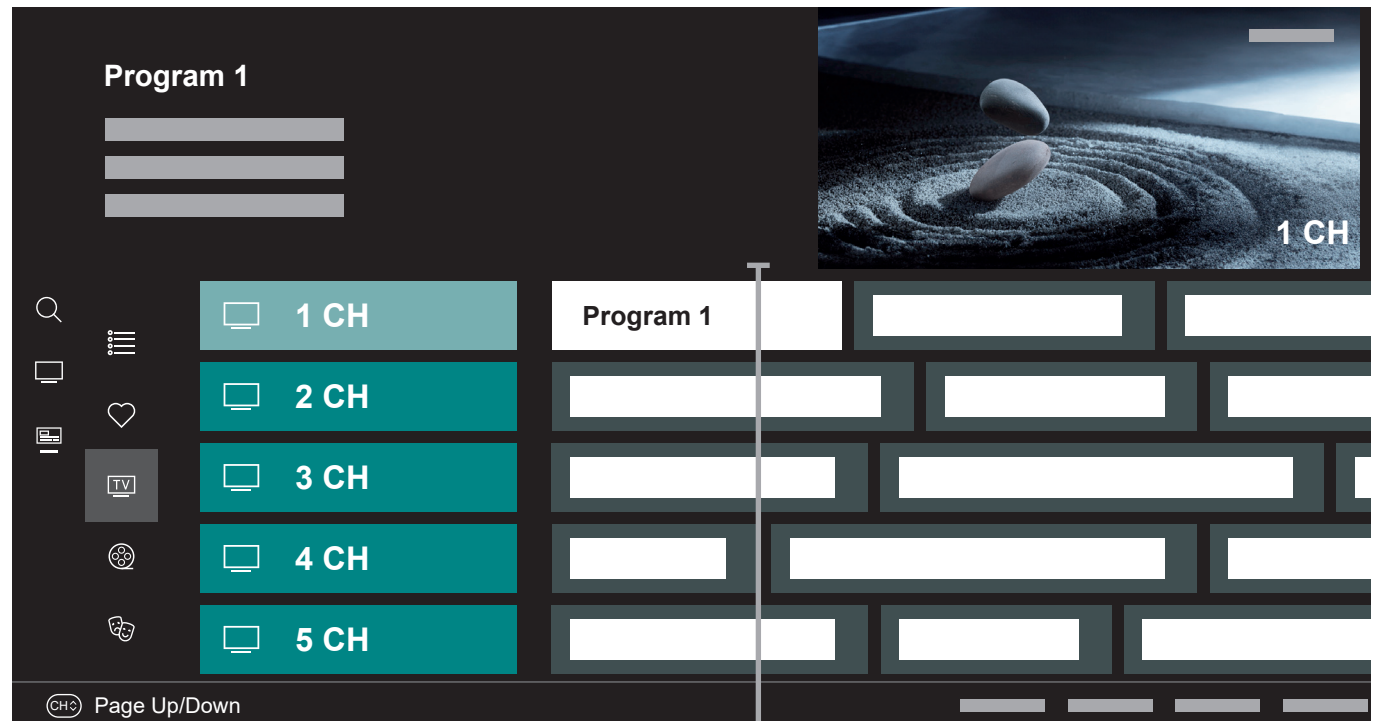 Program 1
1 CH
1 CH
Program 1
2 CH
TV
3 CH
4 CH
5 CH
CH Page Up/Down